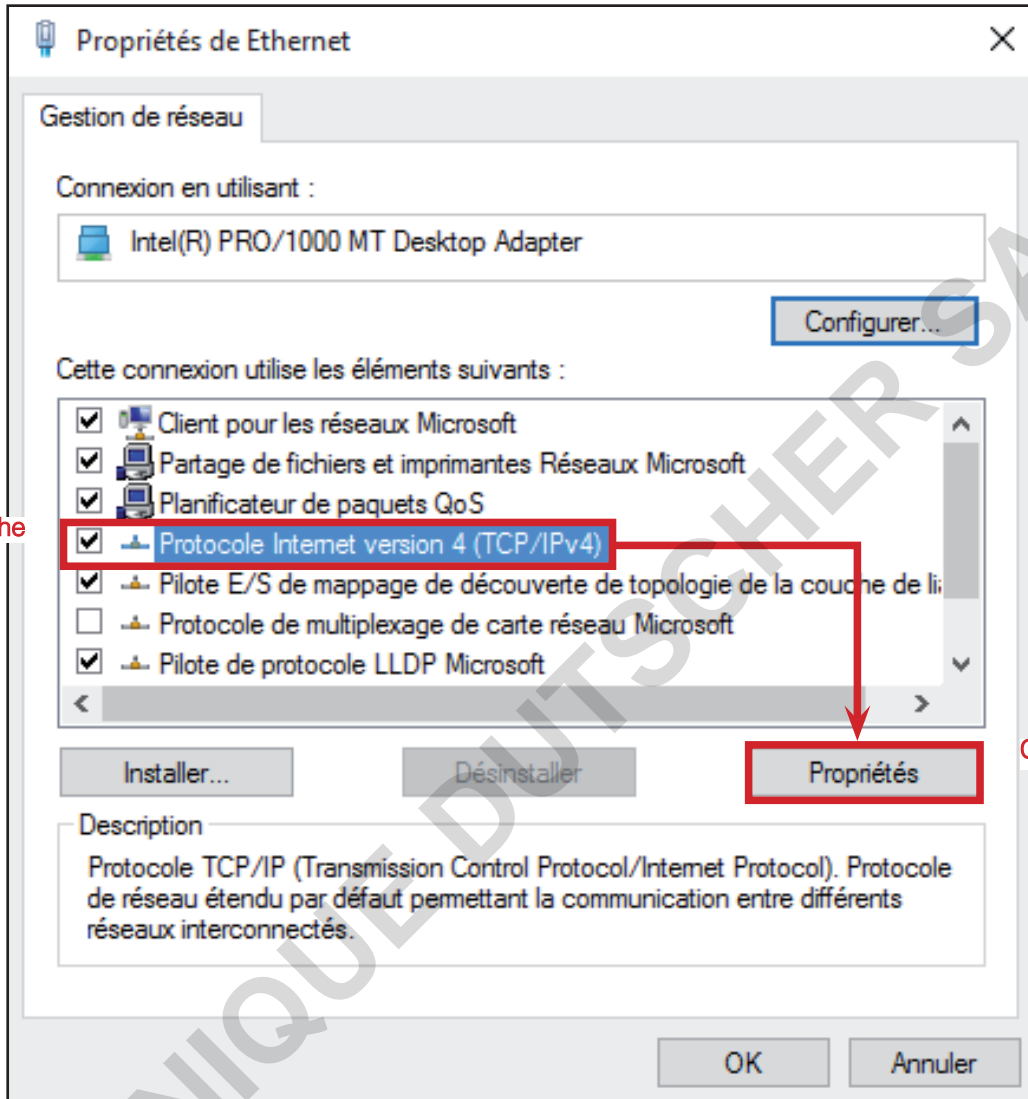 Propriétés de Ethernet
Gestion de réseau
Connexion en utilisant :
Intel(R) PRO/1000 MT Desktop Adapter
Configurer...
Cette connexion utilise les éléments suivants :
Client pour les réseaux Microsoft
Partage de fichiers et imprimantes Réseaux Microsoft
Planificateur de paquets QoS
he
Protocole Internet version 4 (TCP/IPv4)
Pilote E/S de mappage de découverte de topologie de la couche de
Protocole de multiplexage de carte réseau Microsoft
Pilote de protocole LLDP Microsoft
Installer...
Désinstaller
Propriétés
Description
Protocole TCP/IP (Transmission Control Protocol/Internet Protocol). Protocole
de réseau étendu par défaut permettant la communication entre différents
réseaux interconnectés.
OK
Annuler
NIQUE DUTSCHER SA